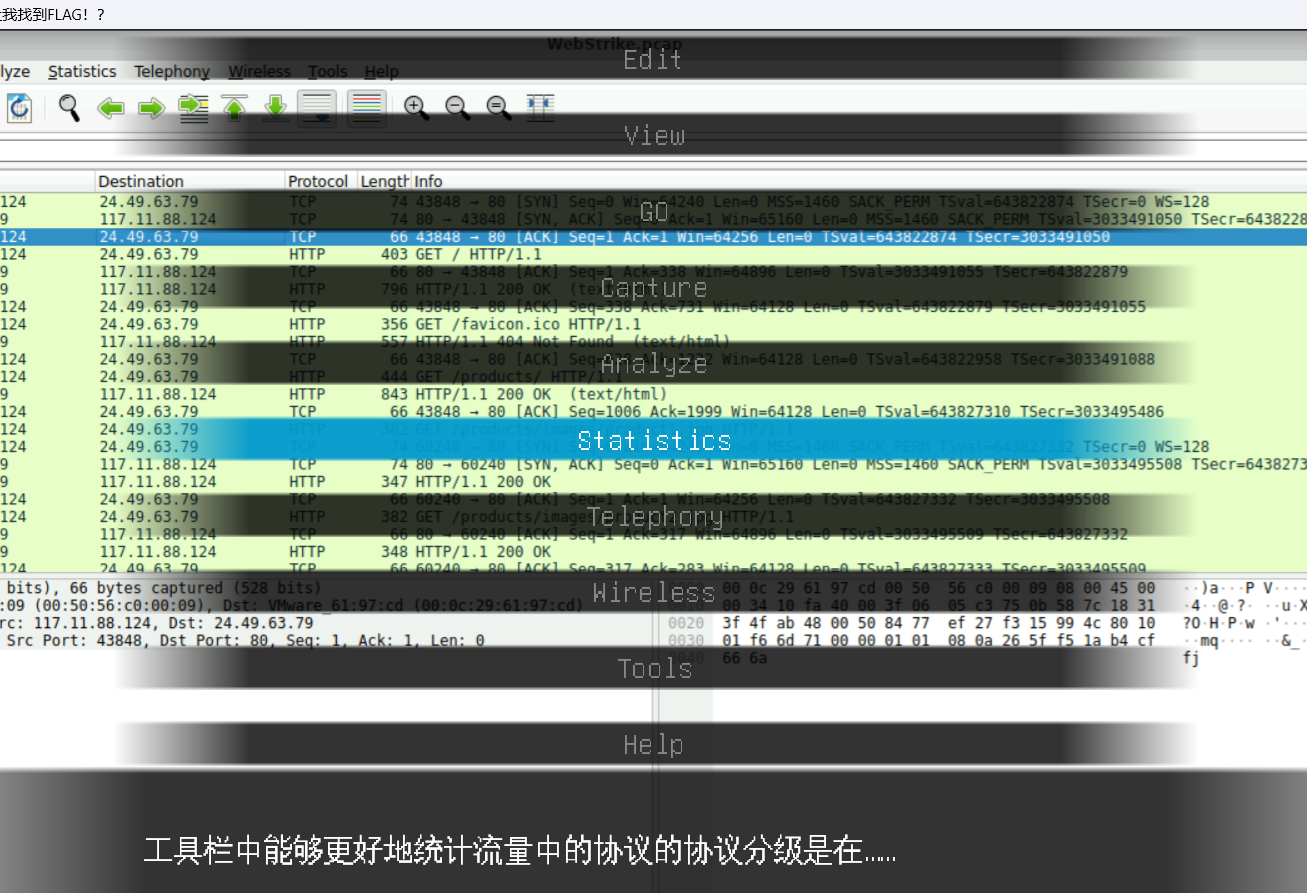 我找到FLAG！？
WebStrike.pcap
Edit
lyze Statistics Telephony Wireless Tools Help
View
Destination Protocol Length Info
124 24.49.63.79 TCP 74 43848 → 80 [SYN] Seq=0 Win=64240 Len=0 MSS=1460 SACK_PERM TSval=643822874 TSecr=0 WS=128
GO
9 117.11.88.124 TCP 74 80 → 43848 [SYN, ACK] Seq=0 Ack=1 Win=65160 Len=0 MSS=1460 SACK_PERM TSval=3033491050 TSecr=6438228
124 24.49.63.79 TCP 66 43848 → 80 [ACK] Seq=1 Ack=1 Win=64256 Len=0 TSval=643822874 TSecr=3033491050
124 24.49.63.79 HTTP 403 GET / HTTP/1.1
9 117.11.88.124 TCP 66 80 → 43848 [ACK] Seq=1 Ack=338 Win=64896 Len=0 TSval=3033491055 TSecr=643822879
Capture
9 117.11.88.124 HTTP 796 HTTP/1.1 200 OK
124 24.49.63.79 TCP 66 43848 → 80 [ACK] Seq=338 Ack=731 Win=64128 Len=0 TSval=643822879 TSecr=3033491055
124 24.49.63.79 HTTP 356 GET /favicon.ico HTTP/1.1
9 117.11.88.124 HTTP 557 HTTP/1.1 404 Not Found (text/html)
124 24.49.63.79 TCP 66 43848 → 80 [ACK] Win=64128 Len=0 TSval=643822958 TSecr=3033491088
Analyze
124 24.49.63.79 HTTP 444 GET /products/ HTTP/1.1
9 117.11.88.124 HTTP 843 HTTP/1.1 200 OK (text/html)
124 24.49.63.79 TCP 66 43848 → 80 [ACK] Seq=1006 Ack=1999 Win=64128 Len=0 TSval=643827310 TSecr=3033495486
124 24.49.63.79 HTTP 382 GET
Statistics
124 24.49.63.79 TCP 74 60240 → 80 [SYN] MSS=1460 SACK_PERM TSval=643827332 TSecr=0 WS=128
9 117.11.88.124 TCP 74 80 → 60240 [SYN, ACK] Seq=0 Ack=1 Win=65160 Len=0 MSS=1460 SACK_PERM TSval=3033495508 TSecr=6438273
9 117.11.88.124 HTTP 347 HTTP/1.1 200 OK
124 24.49.63.79 TCP 66 60240 → 80 [ACK] Seq=1 Ack=1 Win=64256 Len=0 TSval=643827332 TSecr=3033495508
124 24.49.63.79 HTTP 382 GET HTTP/1.1
Telephony
9 117.11.88.124 TCP 66 80 → 60240 [ACK] Seq=1 Ack=317 Win=64896 Len=0 TSval=3033495509 TSecr=643827332
9 117.11.88.124 HTTP 348 HTTP/1.1 200 OK
124 24.49.63.79 TCP 66 60240 → 80 [ACK] Seq=317 Ack=283 Win=64128 Len=0 TSval=643827333 TSecr=3033495509
bits), 66 bytes captured (528 bits) 00 0c 29 61 97 cd 00 50 56 c0 00 09 08 00 45 00 ··)a···P V·····
Wireless
:09 (00:50:56:c0:00:09), Dst: VMware_61:97:cd (00:0c:29:61:97:cd) 00 34 10 fa 40 00 3f 06 05 c3 75 0b 58 7c 18 31 ·4··@·?· ··u·X
rc: 117.11.88.124, Dst: 24.49.63.79 0020 3f 4f ab 48 00 50 84 77 ef 27 f3 15 99 4c 80 10 ?O·H·P·w ·'···
Src Port: 43848, Dst Port: 80, Seq: 1, Ack: 1, Len: 0 0030 01 f6 6d 71 00 00 01 01 08 0a 26 5f f5 1a b4 cf ··mq···· ··&_·
0040 66 6a fj
Tools
Help
工具栏中能够更好地统计流量中的协议的协议分级是在……